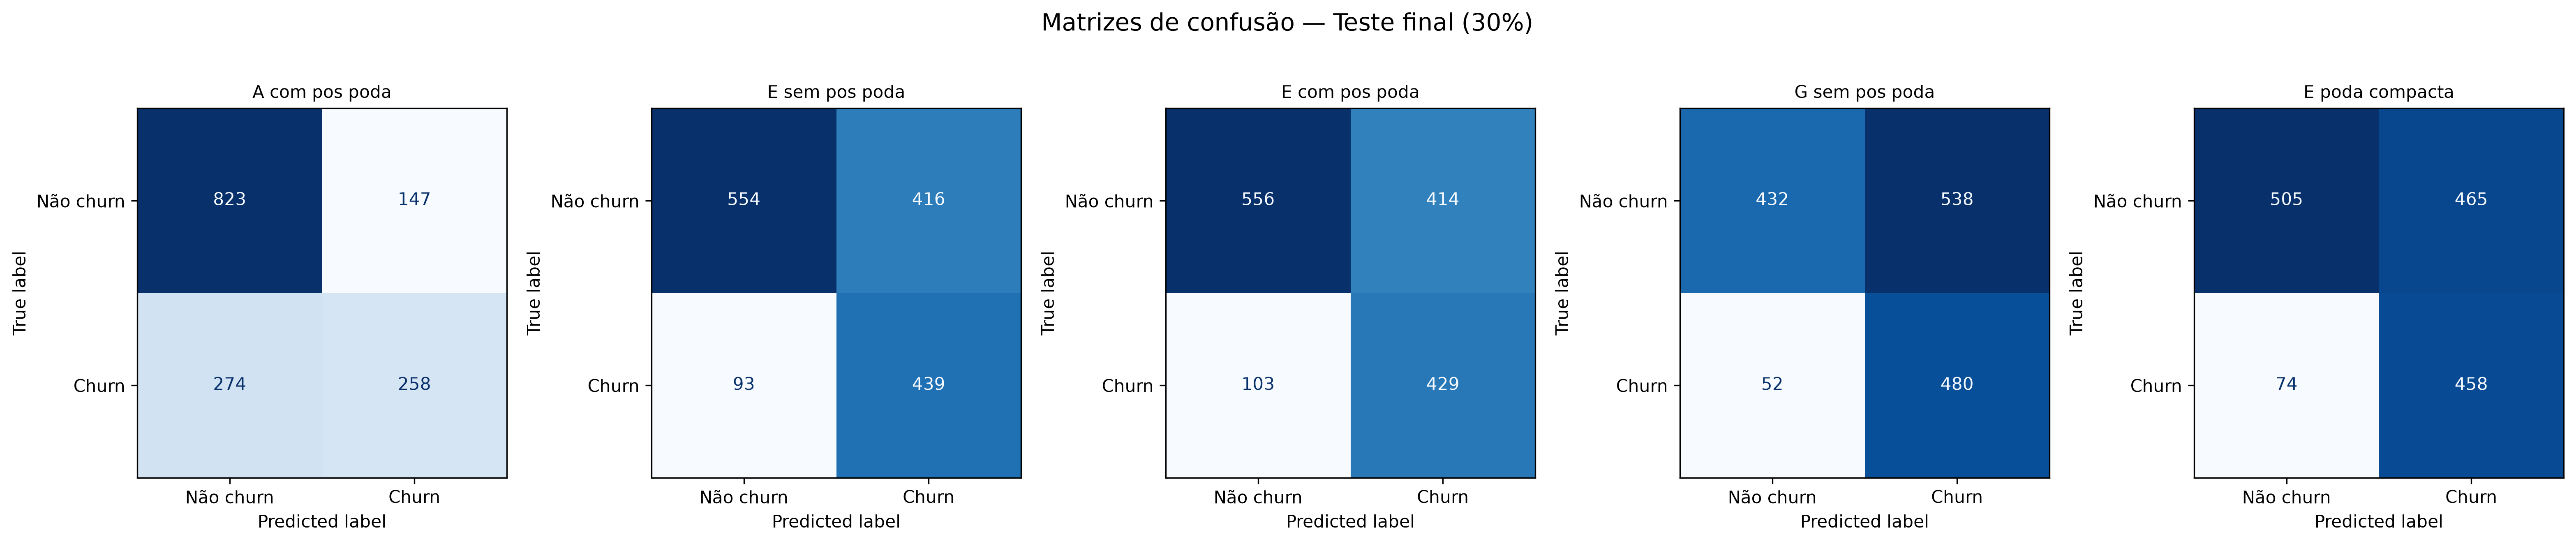 Matrizes de confusão — Teste final (30%)
A com pos poda
True label
Não churn
823
147
Churn
274
258
Não churn
Churn
Predicted label
E sem pos poda
True label
Não churn
554
416
Churn
93
439
Não churn
Churn
Predicted label
E com pos poda
True label
Não churn
556
414
Churn
103
429
Não churn
Churn
Predicted label
G sem pos poda
True label
Não churn
432
538
Churn
52
480
Não churn
Churn
Predicted label
E poda compacta
True label
Não churn
505
465
Churn
74
458
Não churn
Churn
Predicted label